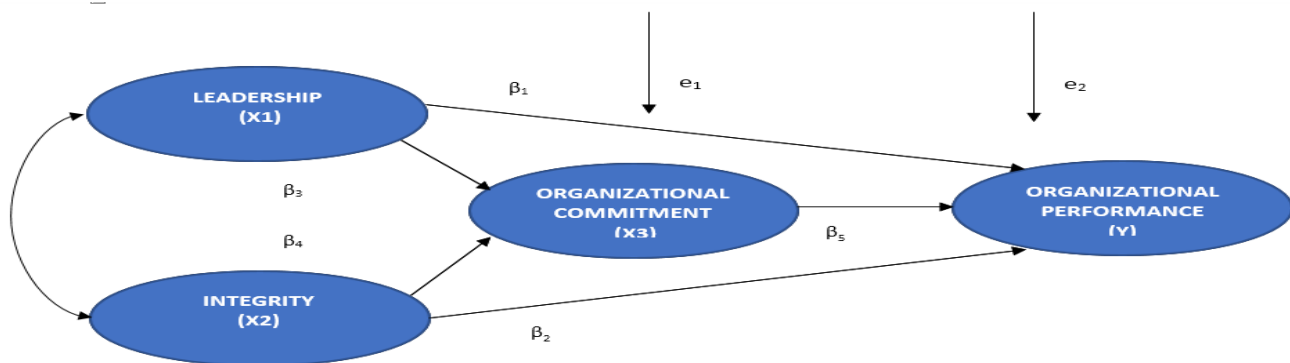 β₁
e₁
e₂
LEADERSHIP
(X1)
β₃
ORGANIZATIONAL
COMMITMENT
(X3)
ORGANIZATIONAL
PERFORMANCE
(Y)
β₄
β₅
INTEGRITY
(X2)
β₂